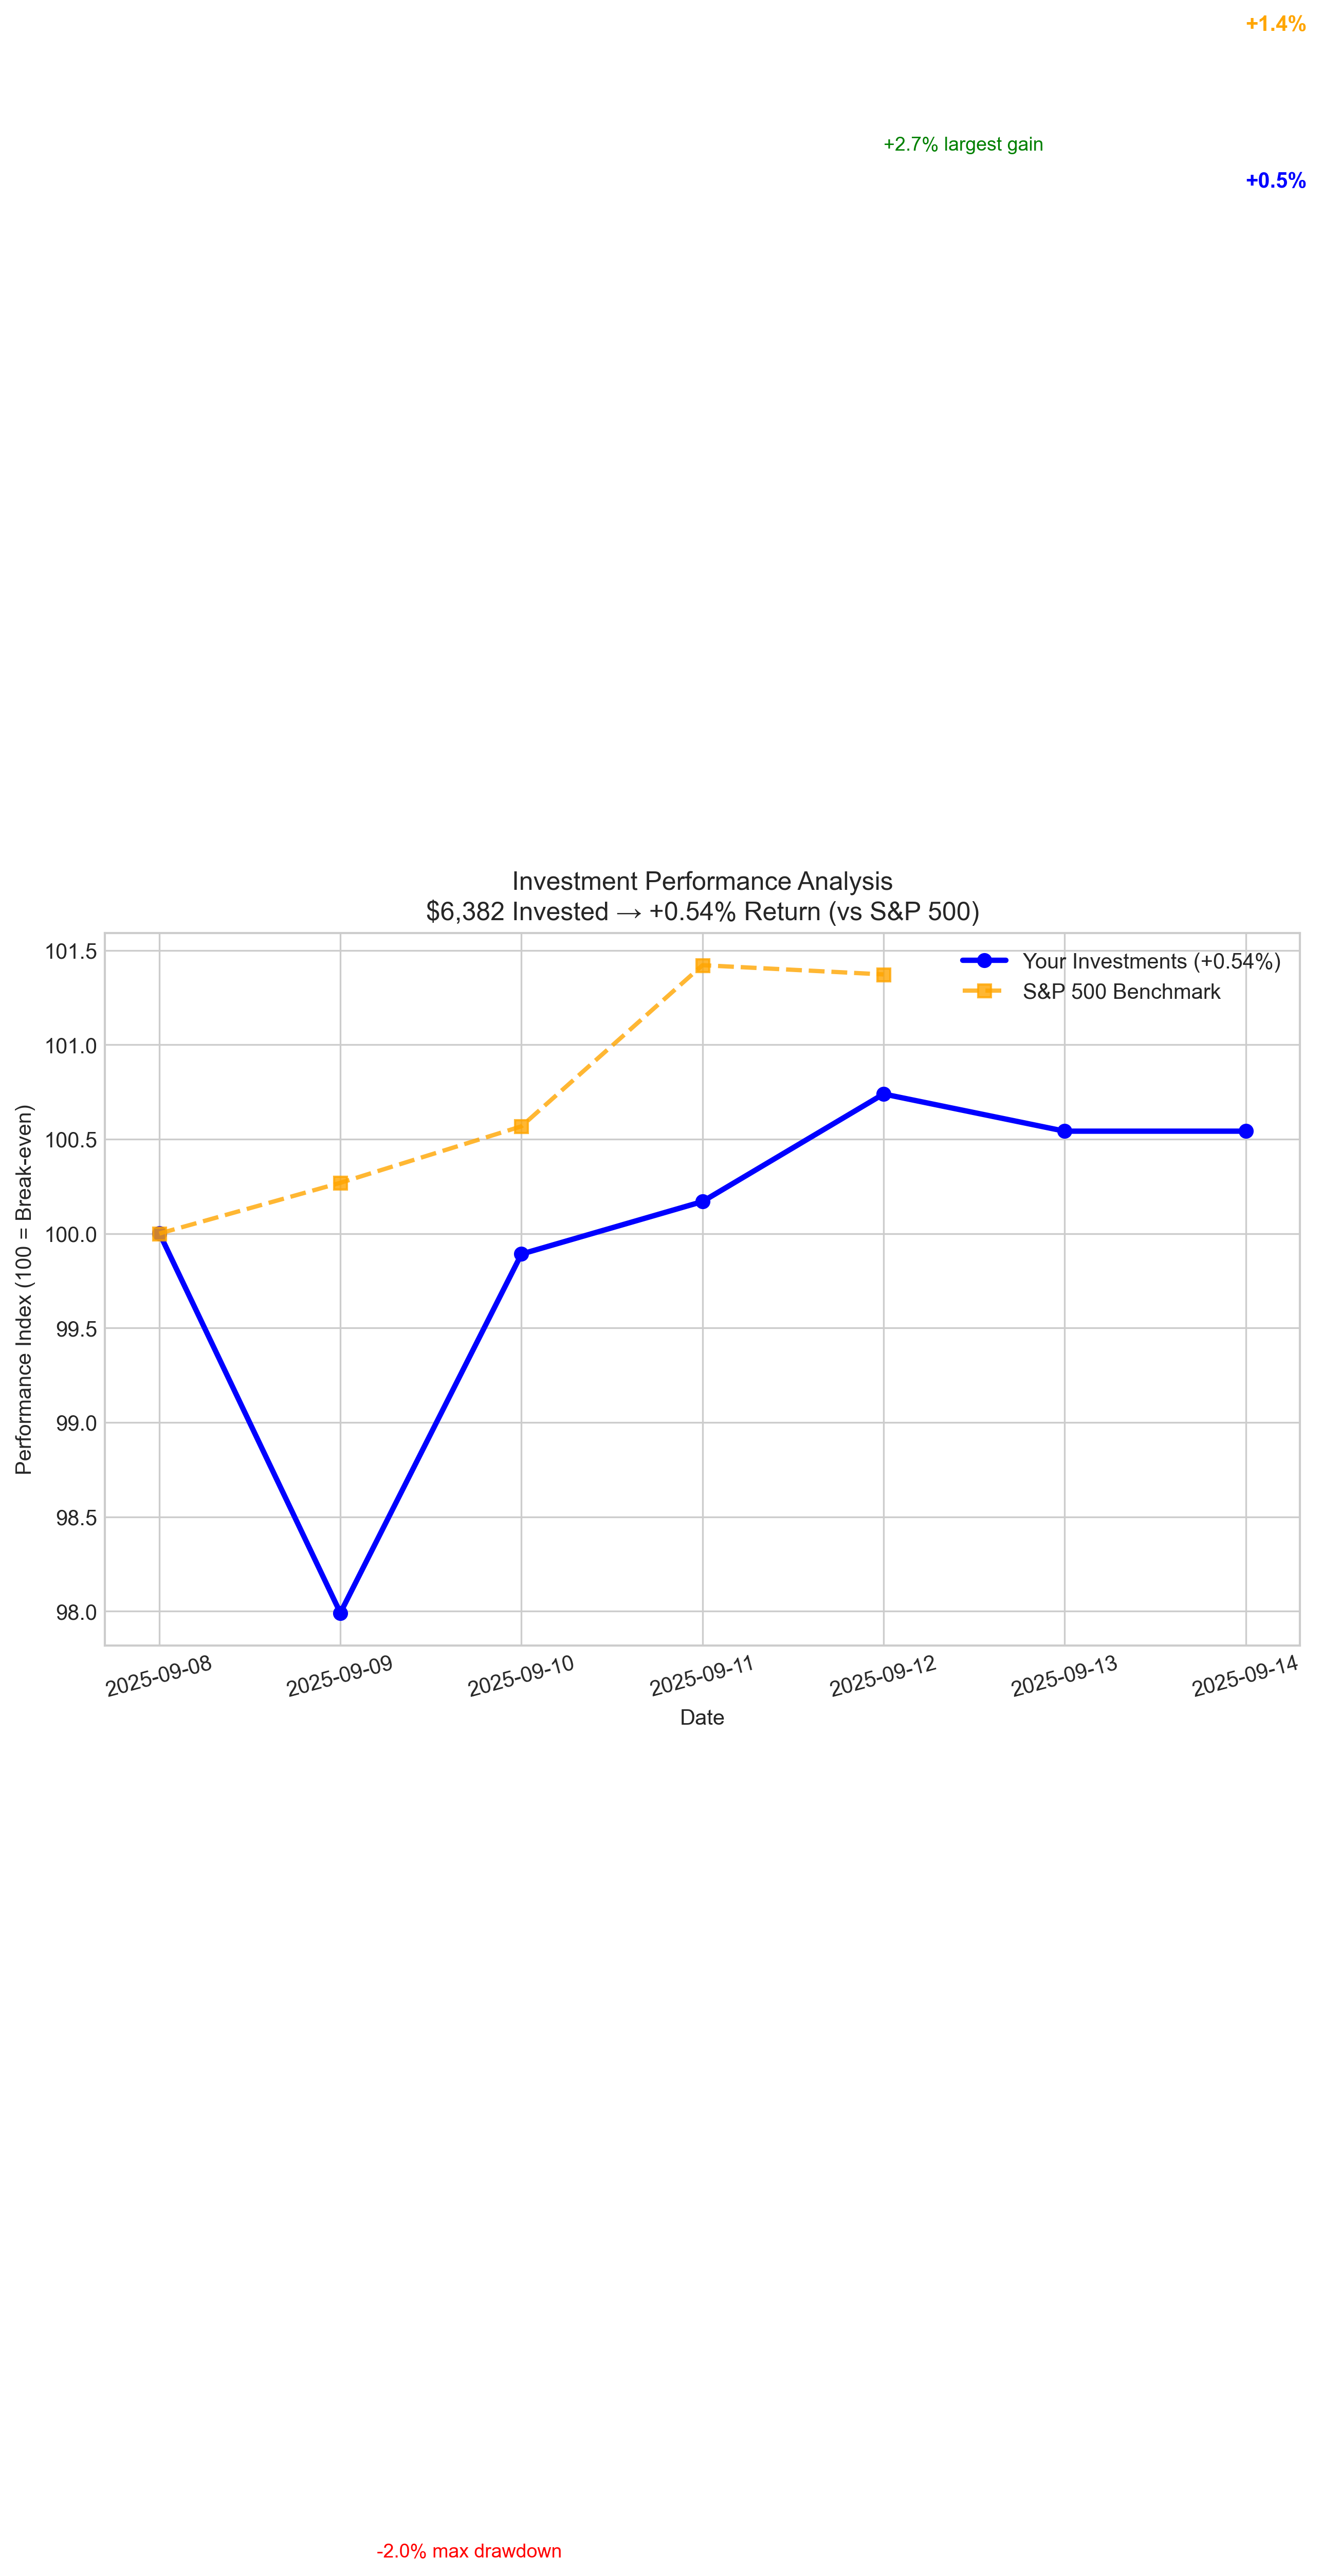 +1.4%
+2.7% largest gain
+0.5%
Investment Performance Analysis
$6,382 Invested → +0.54% Return (vs S&P 500)
Your Investments (+0.54%)
S&P 500 Benchmark
Performance Index (100 = Break-even)
101.5
101.0
100.5
100.0
99.5
99.0
98.5
98.0
2025-09-08
2025-09-09
2025-09-10
2025-09-11
2025-09-12
2025-09-13
2025-09-14
Date
-2.0% max drawdown